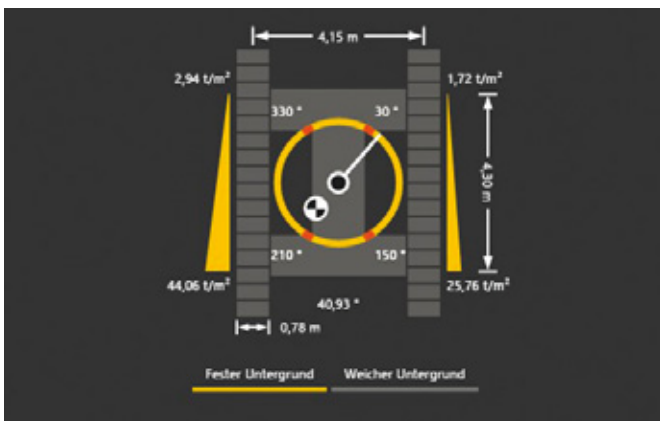 4,15 m
2,94 t/m²
1,72 t/m²
330 °
30 °
4,30 m
210 °
150 °
44,06 t/m²
25,76 t/m²
40,93 °
0,78 m
Fester Untergrund
Weicher Untergrund